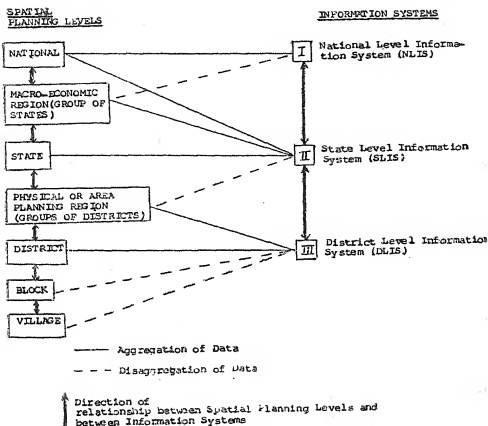 SPATIAL
PLANNING LEVELS
INFORMATION SYSTEMS
NATIONAL
MACRO-ECONOMIC
REGION(GROUP OF
STATES)
STATE
PHYSICAL OR AREA
PLANNING REGION
(GROUPS OF DISTRICTS)
DISTRICT
BLOCK
VILLAGE
I
National Level Informa-
tion System (NLIS)
II
State Level Information
System (SLIS)
III
District Level Information
System (DLIS)
Aggregation of Data
Disaggregation of Data
Direction of
relationship between Spatial Planning Levels and
between Information Systems